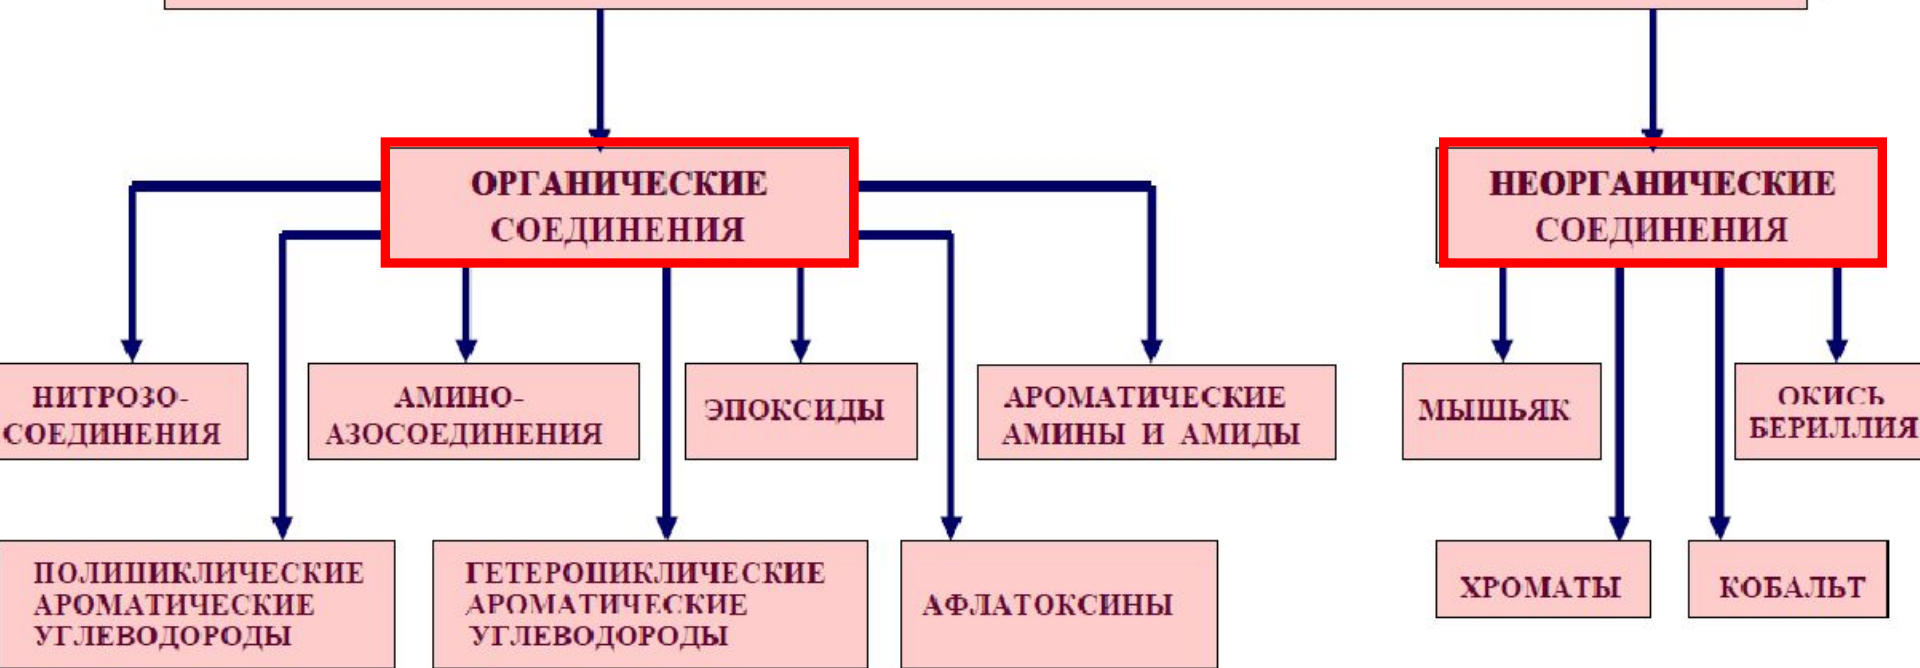 ОРГАНИЧЕСКИЕ
СОЕДИНЕНИЯ
НЕОРГАНИЧЕСКИЕ
СОЕДИНЕНИЯ
НИТРОЗО-
СОЕДИНЕНИЯ
АМИНО-
АЗОСОЕДИНЕНИЯ
ЭПОКСИДЫ
АРОМАТИЧЕСКИЕ
АМИНЫ И АМИДЫ
МЫШЬЯК
ОКИСЬ
БЕРИЛЛИЯ
ПОЛИЦИКЛИЧЕСКИЕ
АРОМАТИЧЕСКИЕ
УГЛЕВОДОРОДЫ
ГЕТЕРОЦИКЛИЧЕСКИЕ
АРОМАТИЧЕСКИЕ
УГЛЕВОДОРОДЫ
АФЛАТОКСИНЫ
ХРОМАТЫ
КОБАЛЬТ